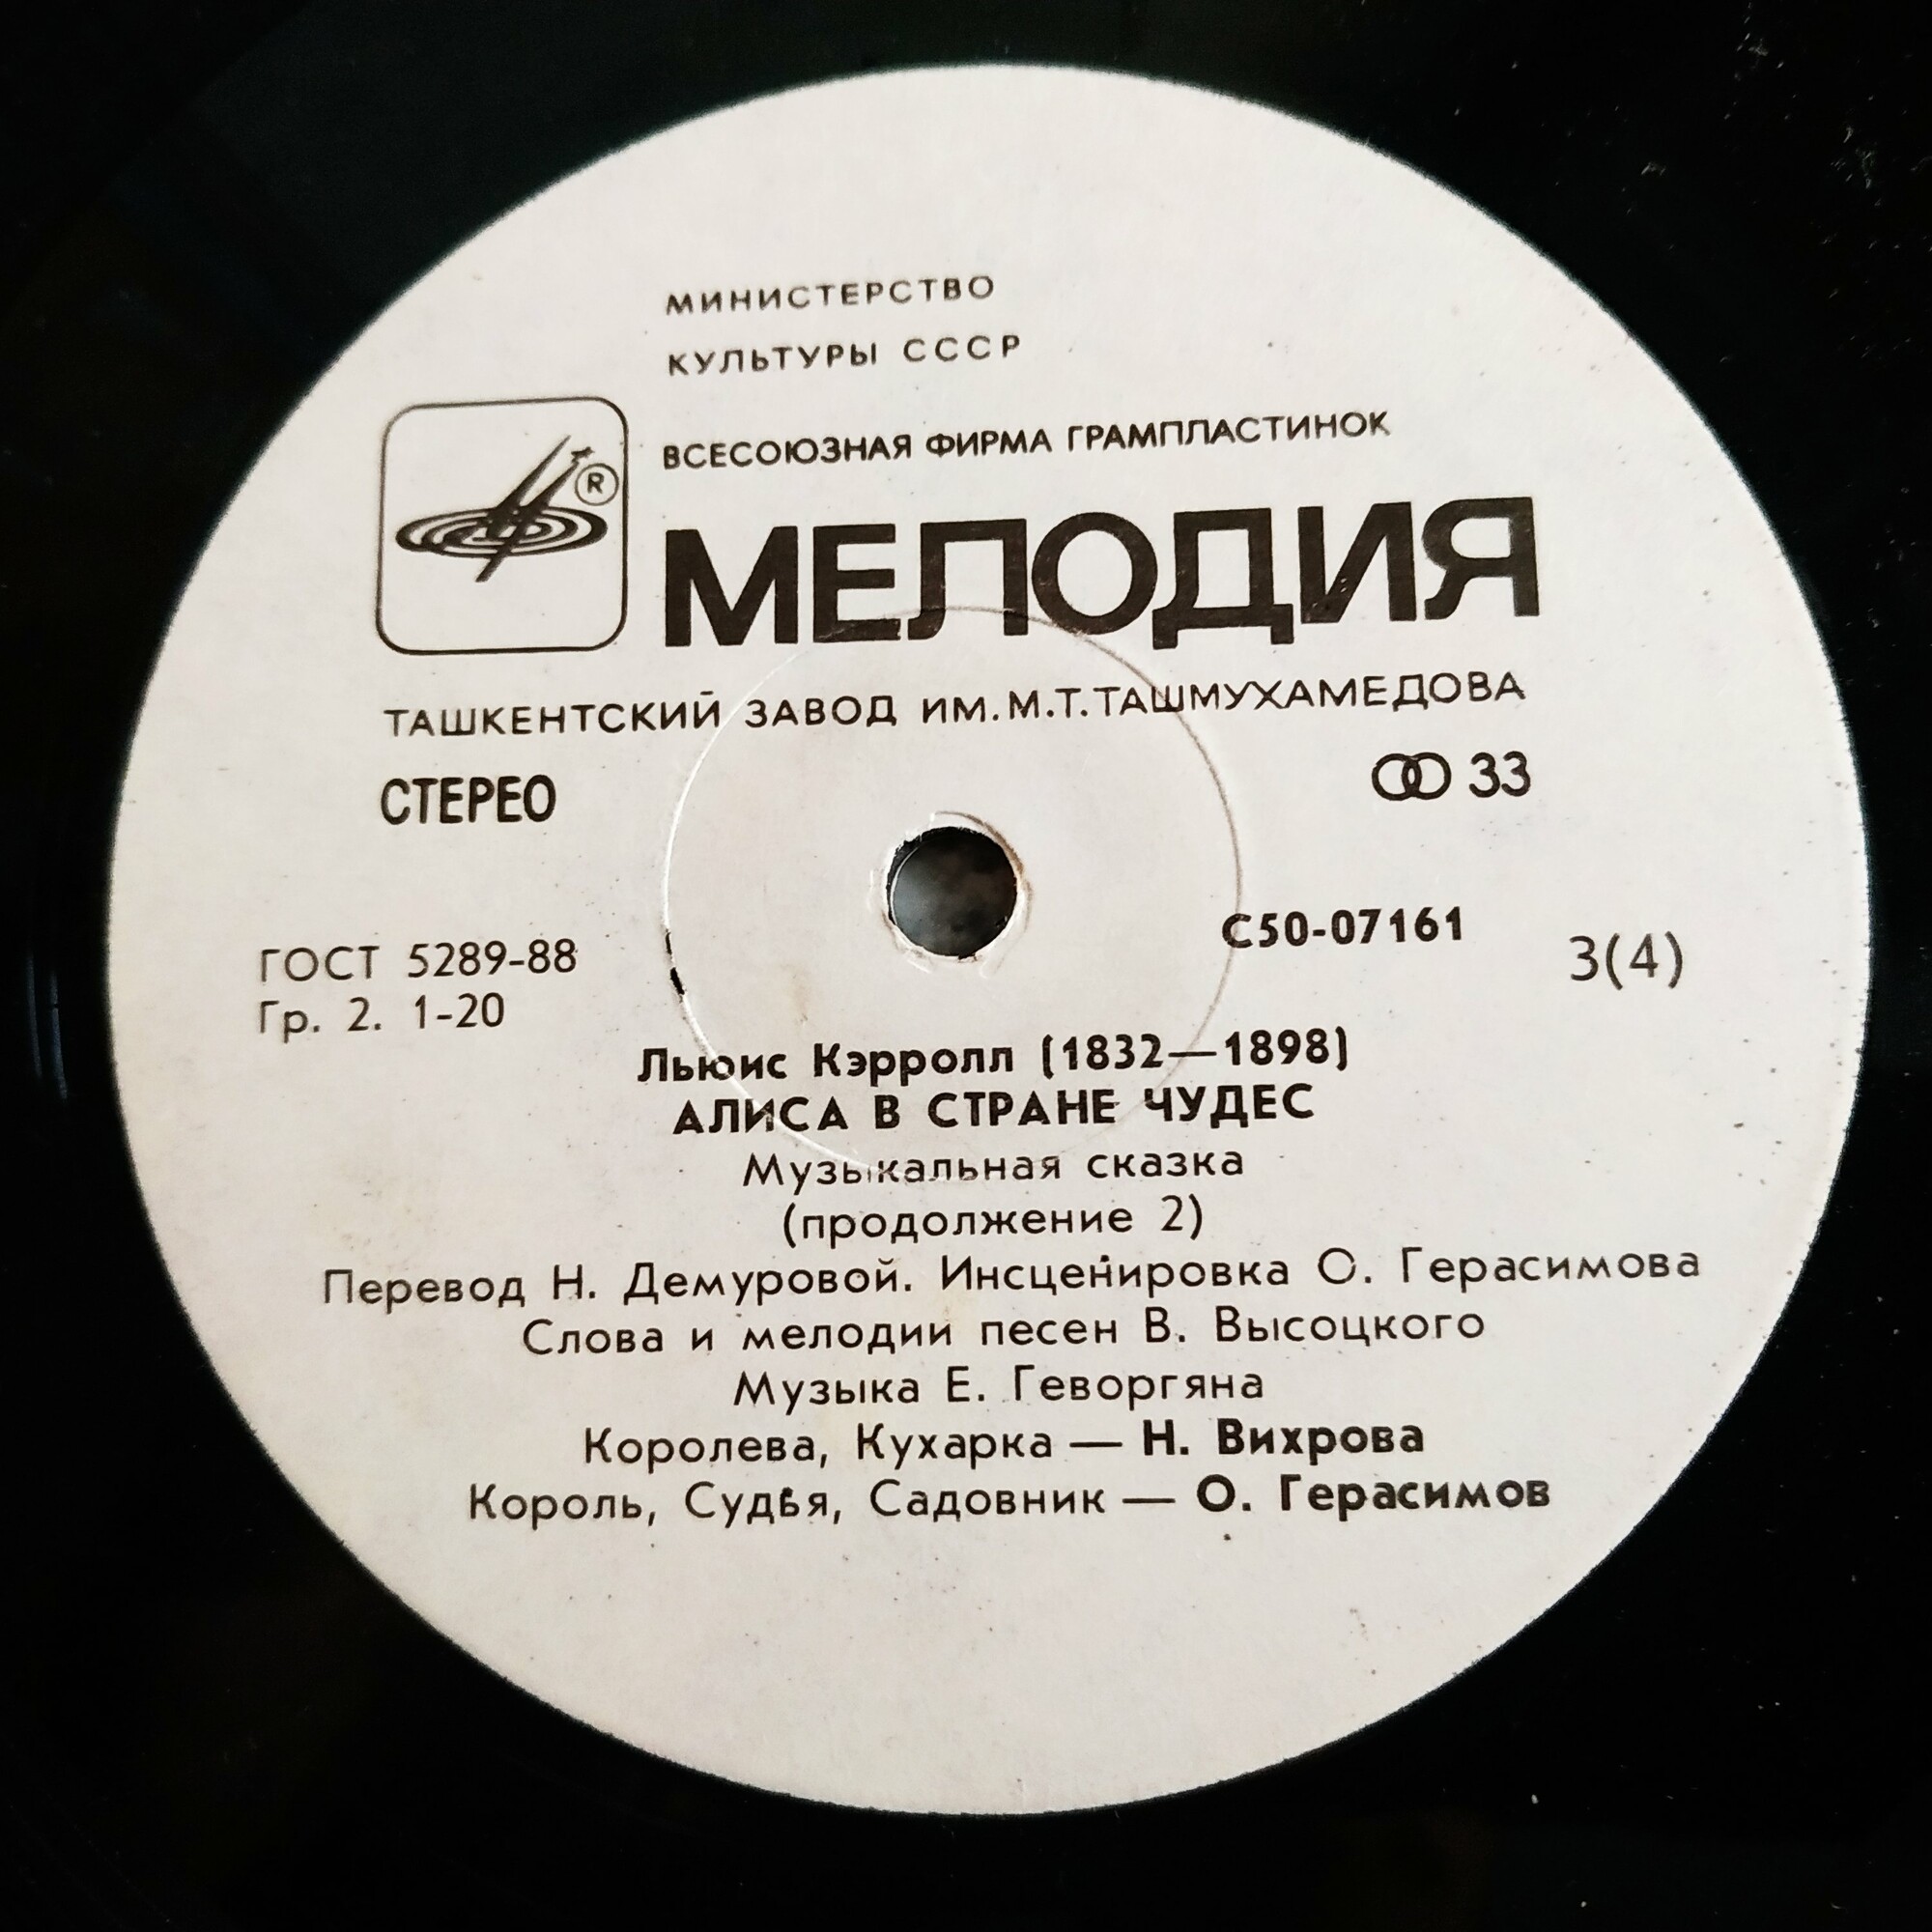 МИНИСТЕРСТВО
КУЛЬТУРЫ СССР
ВСЕСОЮЗНАЯ ФИРМА ГРАМПЛАСТИНОК
®
МЕЛОДИЯ
ТАШКЕНТСКИЙ ЗАВОД ИМ. М.Т. ТАШМУХАМЕДОВА
СТЕРЕО
33
С50-07161
3(4)
ГОСТ 5289-88
Гр. 2. 1-20
Льюис Кэрролл (1832—1898)
АЛИСА В СТРАНЕ ЧУДЕС
Музыкальная сказка
(продолжение 2)
Перевод Н. Демуровой. Инсценировка О. Герасимова
Слова и мелодии песен В. Высоцкого
Музыка Е. Геворгяна
Королева, Кухарка — Н. Вихрова
Король, Судья, Садовник — О. Герасимов